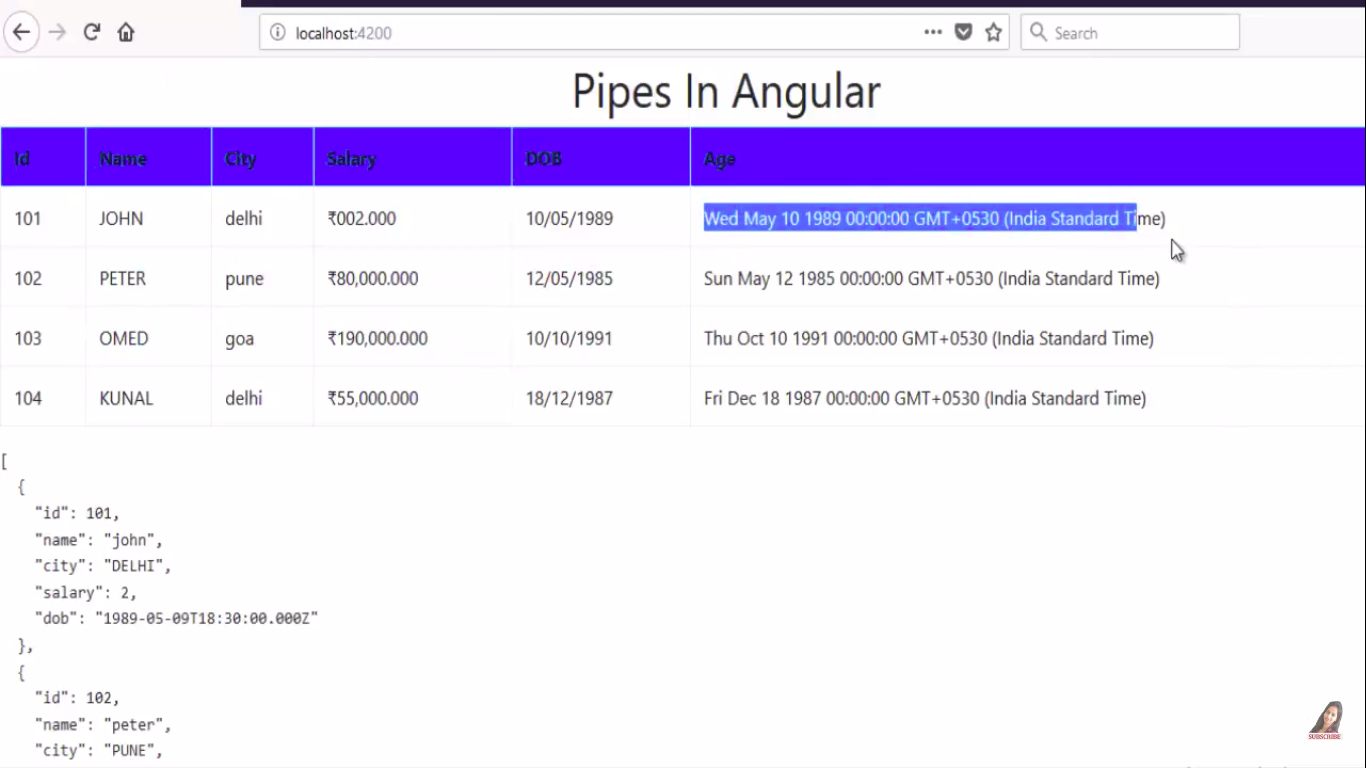 localhost:4200
Search
Pipes In Angular
Id Name City Salary DOB Age
101 JOHN delhi ₹002.000 10/05/1989 Wed May 10 1989 00:00:00 GMT+0530 (India Standard Time)
102 PETER pune ₹80,000.000 12/05/1985 Sun May 12 1985 00:00:00 GMT+0530 (India Standard Time)
103 OMED goa ₹190,000.000 10/10/1991 Thu Oct 10 1991 00:00:00 GMT+0530 (India Standard Time)
104 KUNAL delhi ₹55,000.000 18/12/1987 Fri Dec 18 1987 00:00:00 GMT+0530 (India Standard Time)
[
{
"id": 101,
"name": "john",
"city": "DELHI",
"salary": 2,
"dob": "1989-05-09T18:30:00.000Z"
},
{
"id": 102,
"name": "peter",
"city": "PUNE",
SUBSCRIBE